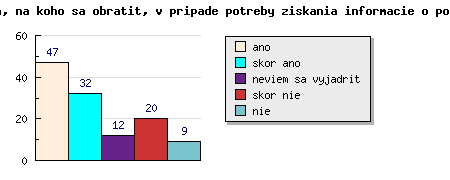 na koho sa obratit, v pripade potreby ziskania informacie o
60
40
20
0
47
32
12
20
9
ano
skor ano
neviem sa vyjadrit
skor nie
nie